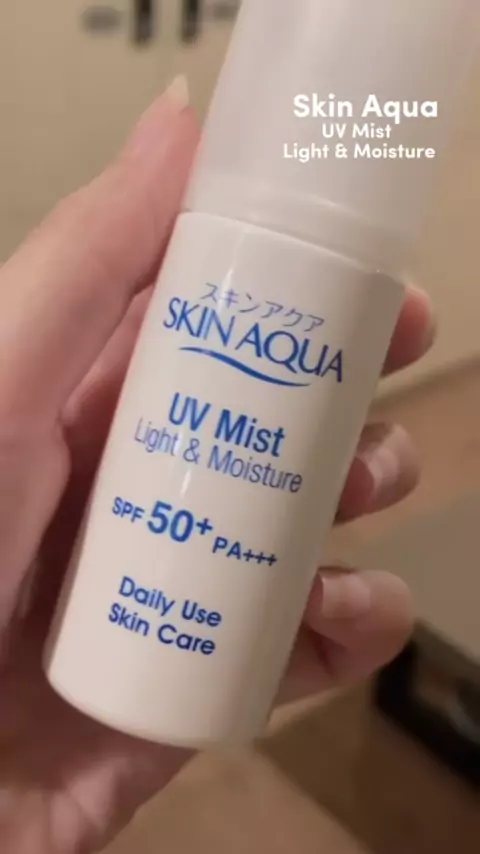 Skin Aqua
UV Mist
Light & Moisture
スキンアクア
SKIN AQUA
UV Mist
Light & Moisture
SPF 50+ PA+++
Daily Use
Skin Care